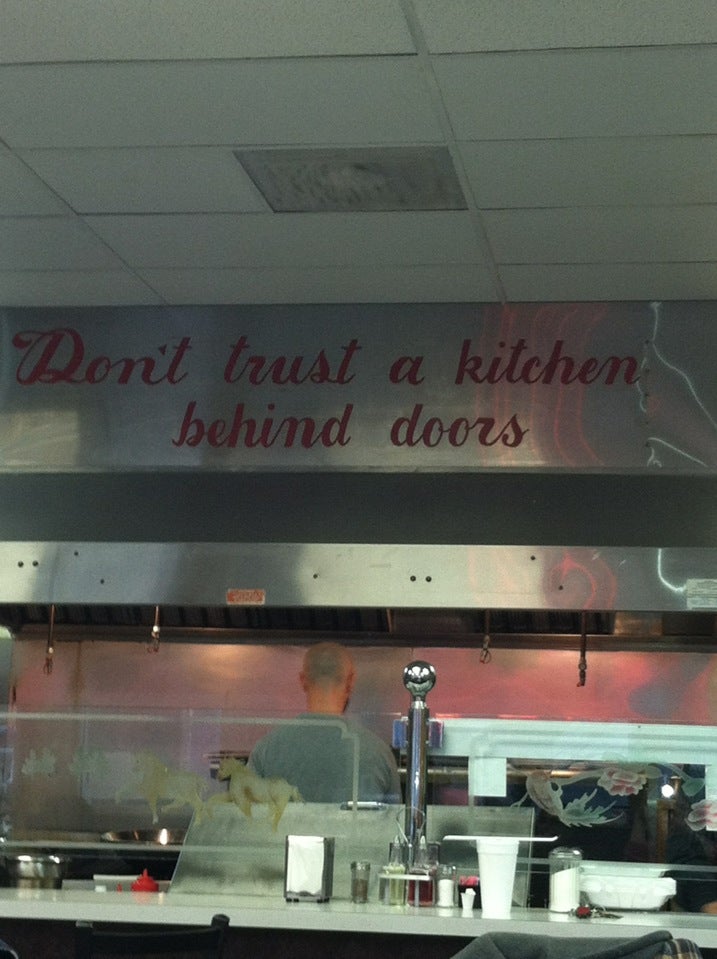 Don't trust a kitchen
behind doors